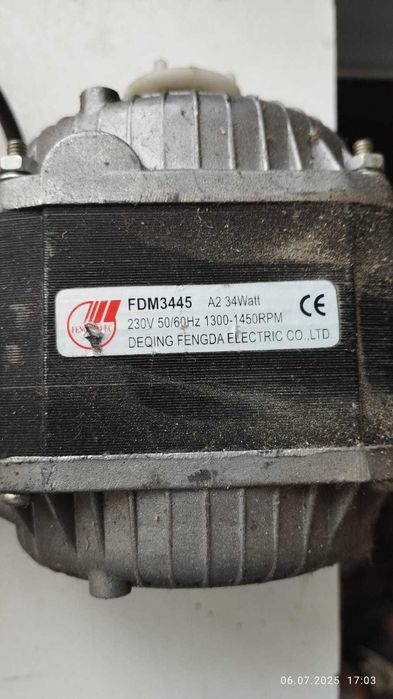 FDM3445 A2 34Watt
230V 50/60Hz 1300-1450RPM
DEQING FENGDA ELECTRIC CO.,LTD
CE
06.07.2025 17:03